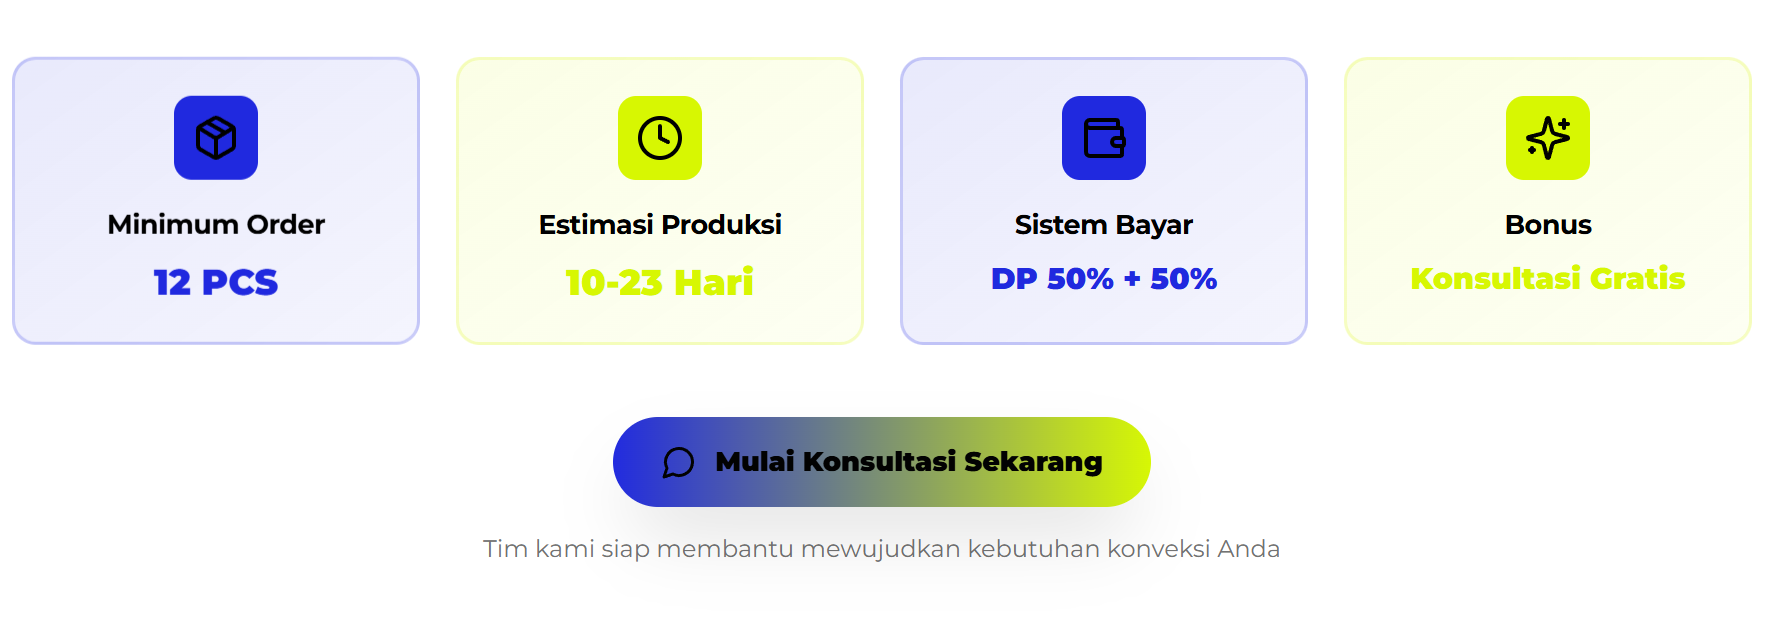 Minimum Order
12 PCS
Estimasi Produksi
10-23 Hari
Sistem Bayar
DP 50% + 50%
Bonus
Konsultasi Gratis
Mulai Konsultasi Sekarang
Tim kami siap membantu mewujudkan kebutuhan konveksi Anda